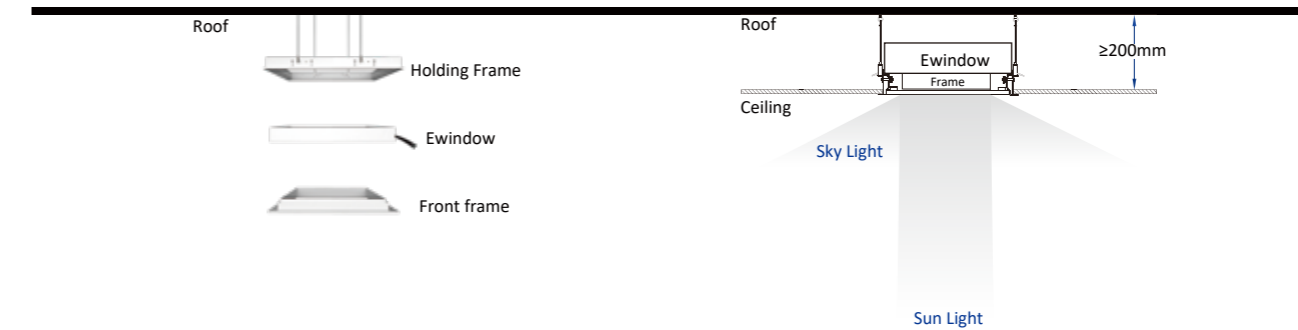 Roof
Holding Frame
Ewindow
Front frame
Roof
≥200mm
Ewindow
Frame
Ceiling
Sky Light
Sun Light